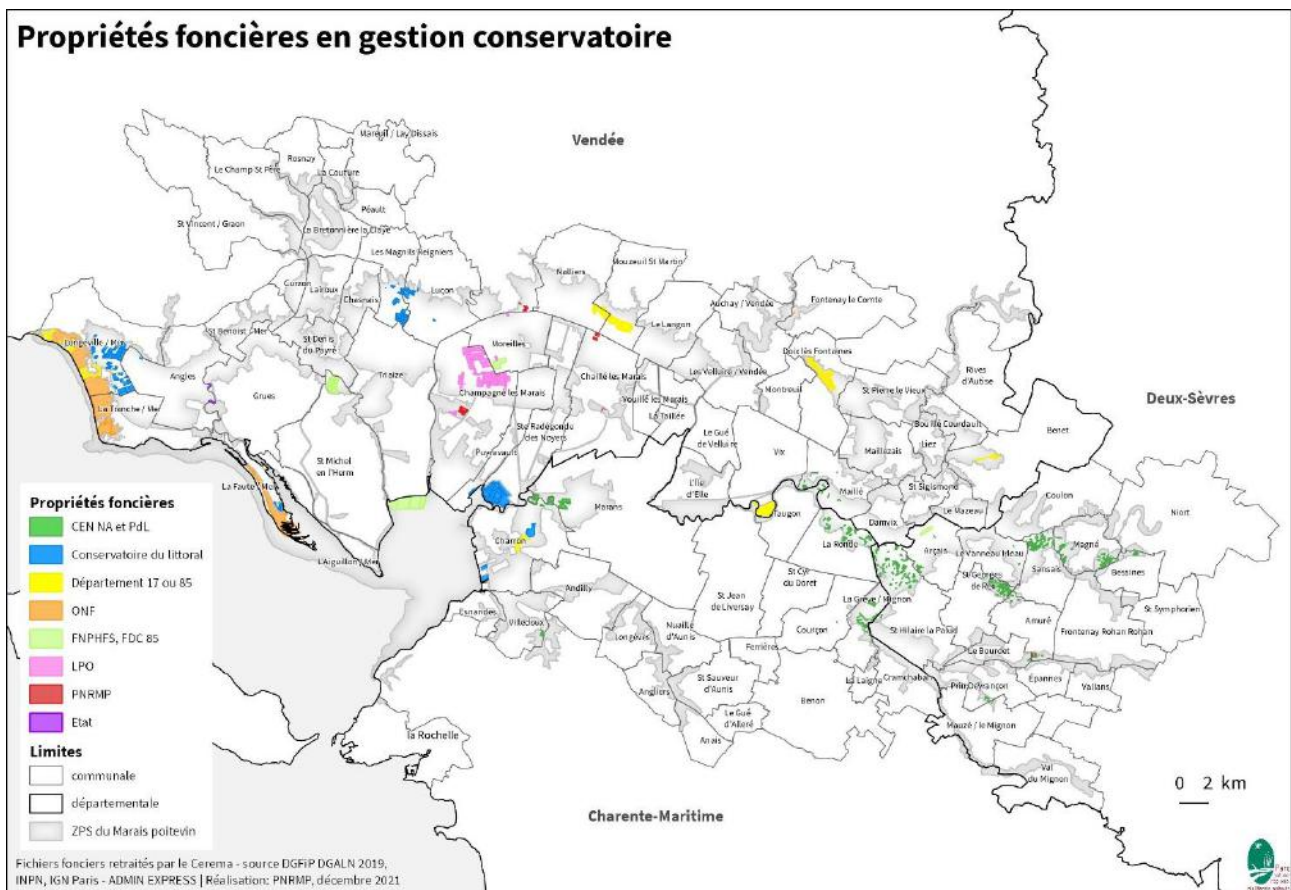 Propriétés foncières en gestion conservatoire
Vendée
Mareuil / Lay Dissais
Rosnay
Le Champ St Père
La Couture
Péault
St Vincent / Graon
La Bretonnière la Claye
Les Magnils Reigniers
Nalliers
Mouzeuil St Martin
Curzon
Lairoux
Chasnais
Luçon
Auchay / Vendée
Fontenay le Comte
St Benoist / Mer
Le Langon
Longeville / Mer
St Denis
du Payré
Moreilles
Doix lès Fontaines
Angles
Triaize
Chaillé les Marais
Les Velluire / Vendée
Rives
d'Autise
Grues
Champagné les Marais
Montreuil
St Pierre le Vieux
Deux-Sèvres
La Tranche / Mer
Vouillé les Marais
La Taillée
Bouillé Courdault
Benet
Ste Radégonde
des Noyers
Le Gué
de Velluire
Liez
Puyravault
Vix
Maillezais
St Michel
en l'Herm
L'Île
d'Elle
Maillé
St Sigismond
La Faute / Mer
Coulon
Le Mazeau
Niort
Marans
Taugon
Damvix
Charron
La Ronde
Arçais
Le Vanneau Irleau
Magné
L'Aiguillon / Mer
Sansais
Bessines
St Cyr
du Doret
St Georges
de Rex
Andilly
St Jean
de Liversay
La Grève / Mignon
St Symphorien
Esnandes
Villedoux
Amuré
Nuaillé
d'Aunis
Courçon
St Hilaire la Palud
Frontenay Rohan Rohan
Longèves
Ferrières
Le Bourdet
St Sauveur
d'Aunis
La Laigne
Cramchaban
Épannes
Vallans
Angliers
Benon
Prin Deyrançon
Le Gué
d'Alleré
Mauzé / le Mignon
la Rochelle
Anais
Val
du Mignon
Charente-Maritime
Propriétés foncières
CEN NA et PdL
Conservatoire du littoral
Département 17 ou 85
ONF
FNPHFS, FDC 85
LPO
PNRMP
Etat
Limites
communale
départementale
ZPS du Marais poitevin
0 2 km
Fichiers fonciers retraités par le Cerema - source DGFiP DGALN 2019,
INPN, IGN Paris - ADMIN EXPRESS | Réalisation: PNRMP, décembre 2021
Parc